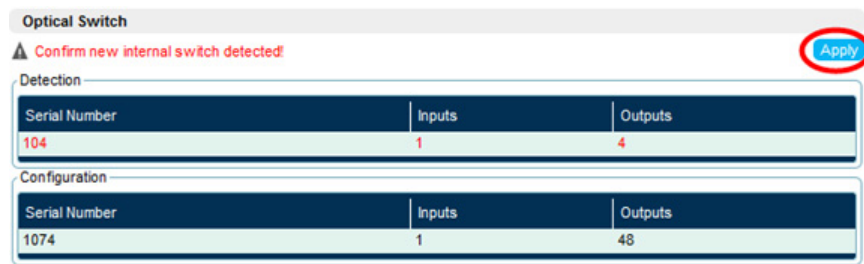 Optical Switch
Confirm new internal switch detected!
Apply
Detection
Serial Number Inputs Outputs
104 1 4
Configuration
Serial Number Inputs Outputs
1074 1 48